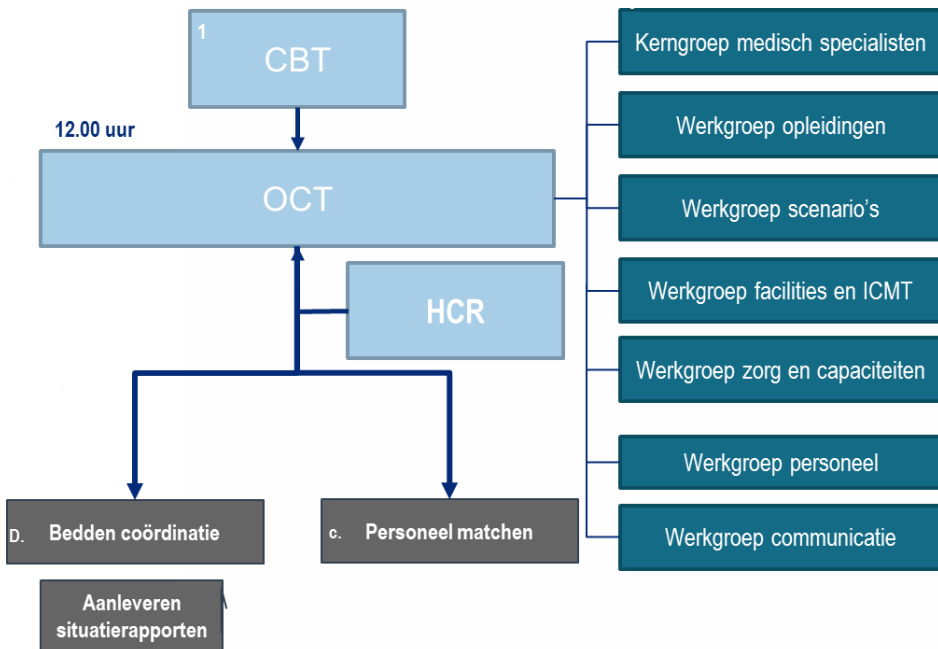 1
CBT
12.00 uur
OCT
HCR
D.
Bedden coördinatie
c.
Personeel matchen
Aanleveren
situatierapporten
Kerngroep medisch specialisten
Werkgroep opleidingen
Werkgroep scenario's
Werkgroep facilities en ICMT
Werkgroep zorg en capaciteiten
Werkgroep personeel
Werkgroep communicatie